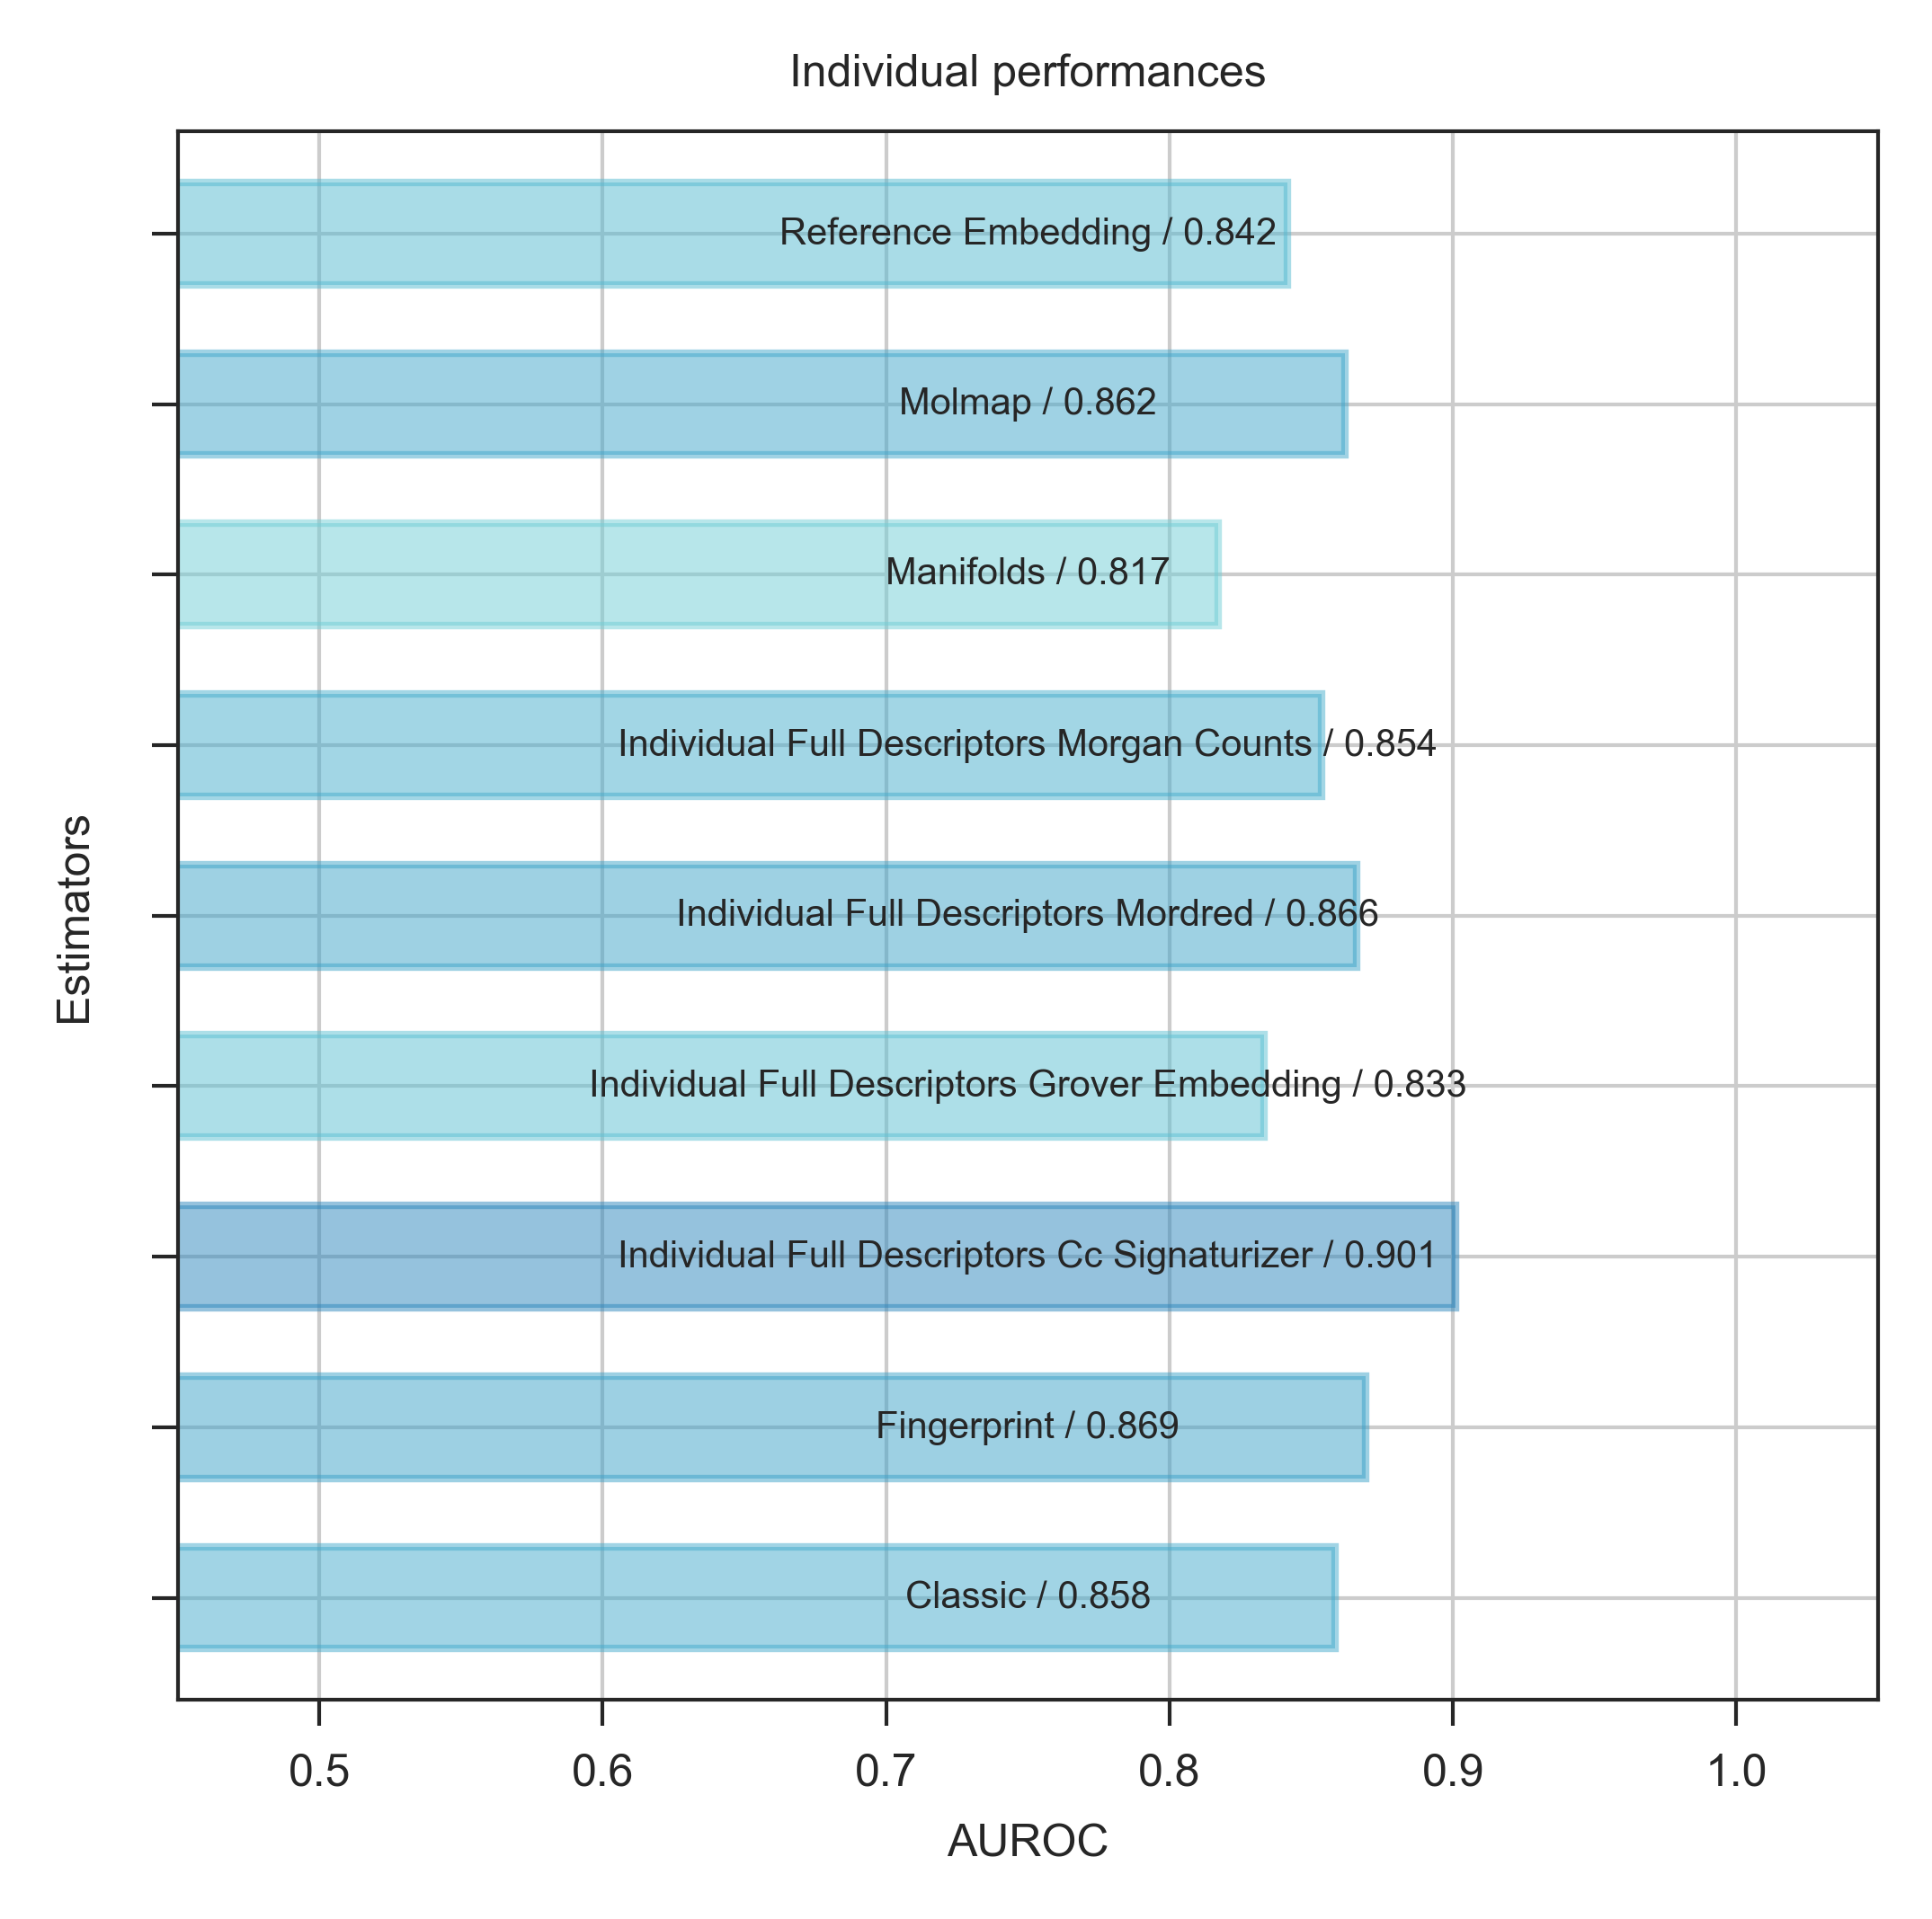 Individual performances
Reference Embedding / 0.842
Molmap / 0.862
Manifolds / 0.817
Individual Full Descriptors Morgan Counts / 0.854
Individual Full Descriptors Mordred / 0.866
Individual Full Descriptors Grover Embedding / 0.833
Individual Full Descriptors Cc Signaturizer / 0.901
Fingerprint / 0.869
Classic / 0.858
Estimators
0.5 0.6 0.7 0.8 0.9 1.0
AUROC